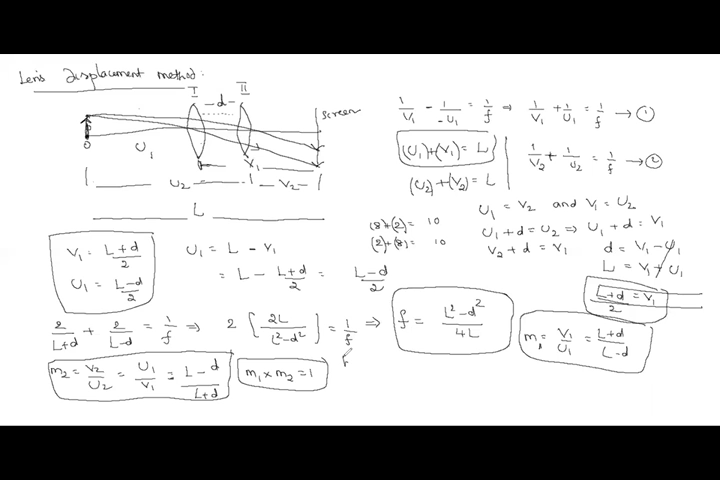 Lens displacement method:
I II
-d-
screen
O U₁ V₁
U₂ V₂
L
1/V₁ - 1/-U₁ = 1/f ⇒ 1/V₁ + 1/U₁ = 1/f → ①
(U₁)+(V₁) = L
1/V₂ + 1/U₂ = 1/f → ②
(U₂)+(V₂) = L
U₁ = V₂ and V₁ = U₂
(8)+(2) = 10
(2)+(8) = 10
U₁+d = U₂ ⇒ U₁+d = V₁
V₂+d = V₁ d = V₁-U₁
L = V₁+U₁
L+d/2 = V₁
V₁ = L+d/2
U₁ = L-d/2
U₁ = L - V₁
= L - L+d/2 = L-d/2
2/L+d + 2/L-d = 1/f ⇒ 2 [2L/L²-d²] = 1/f ⇒ f = L²-d²/4L
m₁ = V₁/U₁ = L+d/L-d
m₂ = V₂/U₂ = U₁/V₁ = L-d/L+d
m₁ × m₂ = 1